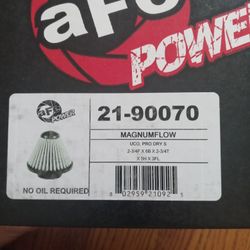 aFe
POWER
aFe
POWER
21-90070
MAGNUMFLOW
UCO, PRO DRY S
2-3/4F X 6B X 2-3/4T
X 5H X 3FL
NO OIL REQUIRED
8 02959 21092 5